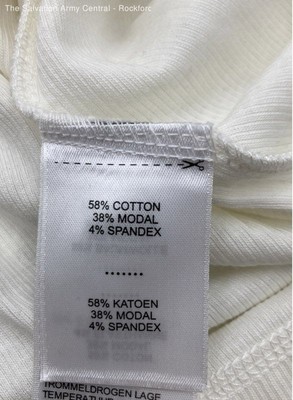 The Salvation Army Central - Rockford
58% COTTON
38% MODAL
4% SPANDEX
58% KATOEN
38% MODAL
4% SPANDEX
TROMMELDROGEN LAGE
TEMPERATUUR